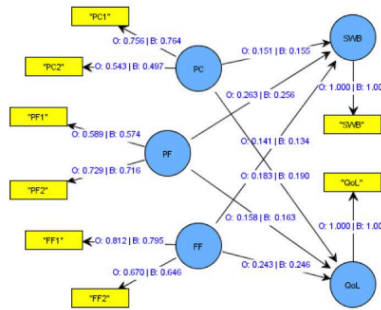 "PC1"
O: 0.756 | B: 0.764
PC
O: 0.151 | B: 0.155
SWB
"PC2"
O: 0.543 | B: 0.497
O: 0.263 | B: 0.256
O: 1.000 | B: 1.00
"PF1"
O: 0.589 | B: 0.574
PF
O: 0.141 | B: 0.134
"SWB"
"PF2"
O: 0.729 | B: 0.716
O: 0.183 | B: 0.190
"QoL"
O: 0.158 | B: 0.163
"FF1"
O: 0.812 | B: 0.795
FF
O: 0.243 | B: 0.246
O: 1.000 | B: 1.00
"FF2"
O: 0.670 | B: 0.646
QoL